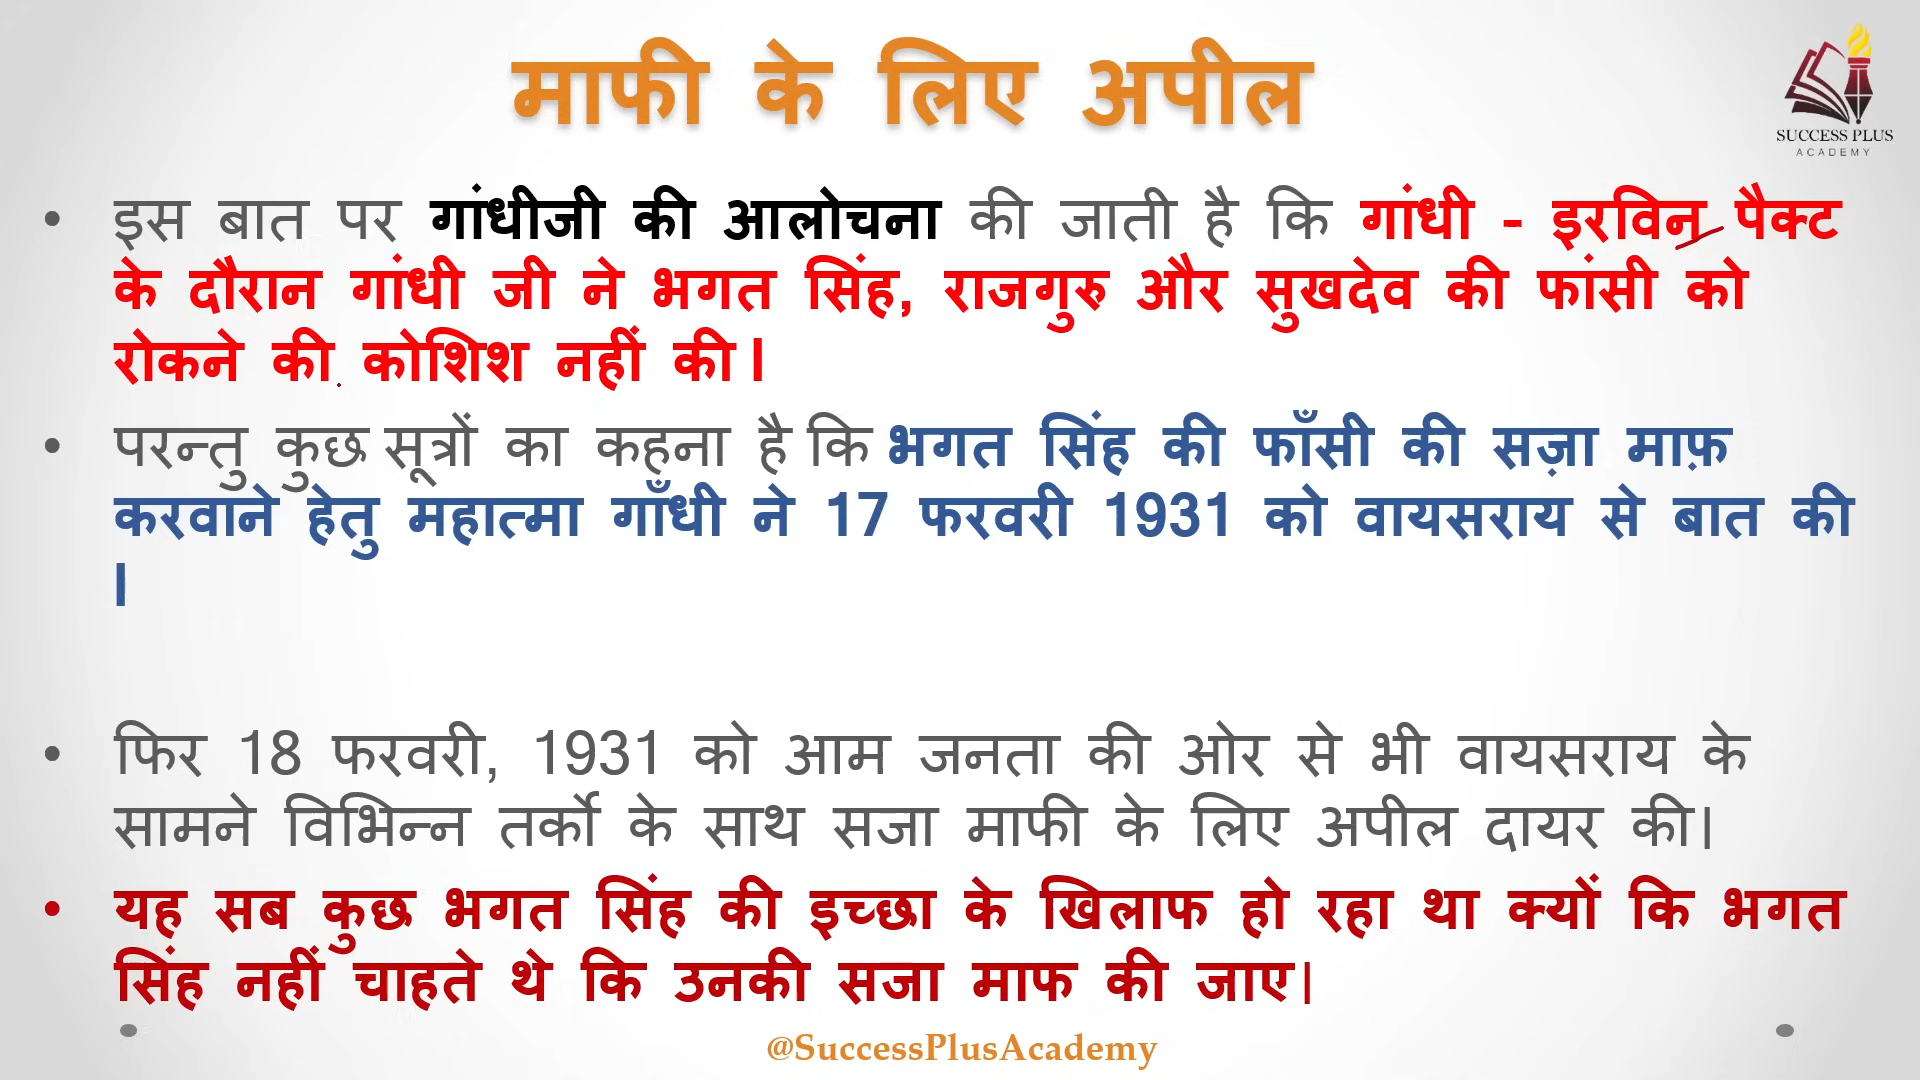 माफी के लिए अपील
SUCCESS PLUS
ACADEMY
• इस बात पर गांधीजी की आलोचना की जाती है कि गांधी - इरविन पैक्ट
के दौरान गांधी जी ने भगत सिंह, राजगुरु और सुखदेव की फांसी को
रोकने की कोशिश नहीं की l
• परन्तु कुछ सूत्रों का कहना है कि भगत सिंह की फाँसी की सज़ा माफ़
करवाने हेतु महात्मा गाँधी ने 17 फरवरी 1931 को वायसराय से बात की
l
• फिर 18 फरवरी, 1931 को आम जनता की ओर से भी वायसराय के
सामने विभिन्न तर्को के साथ सजा माफी के लिए अपील दायर की।
• यह सब कुछ भगत सिंह की इच्छा के खिलाफ हो रहा था क्यों कि भगत
सिंह नहीं चाहते थे कि उनकी सजा माफ की जाए।
@SuccessPlusAcademy